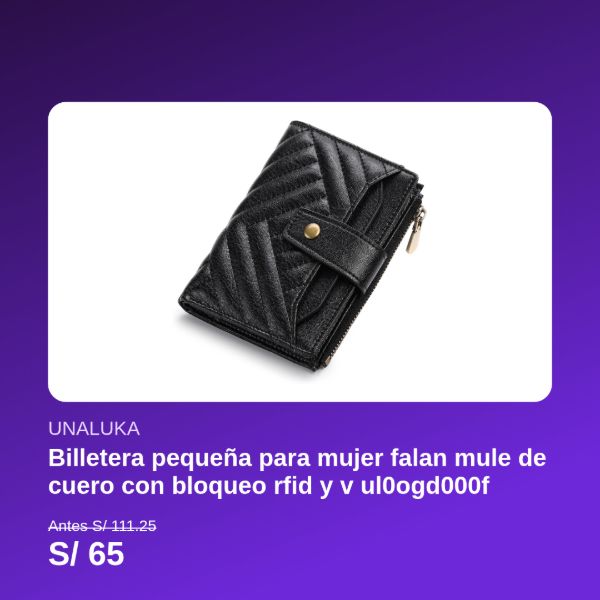 UNALUKA
Billetera pequeña para mujer falan mule de
cuero con bloqueo rfid y v ul0ogd000f
Antes S/ 111.25
S/ 65